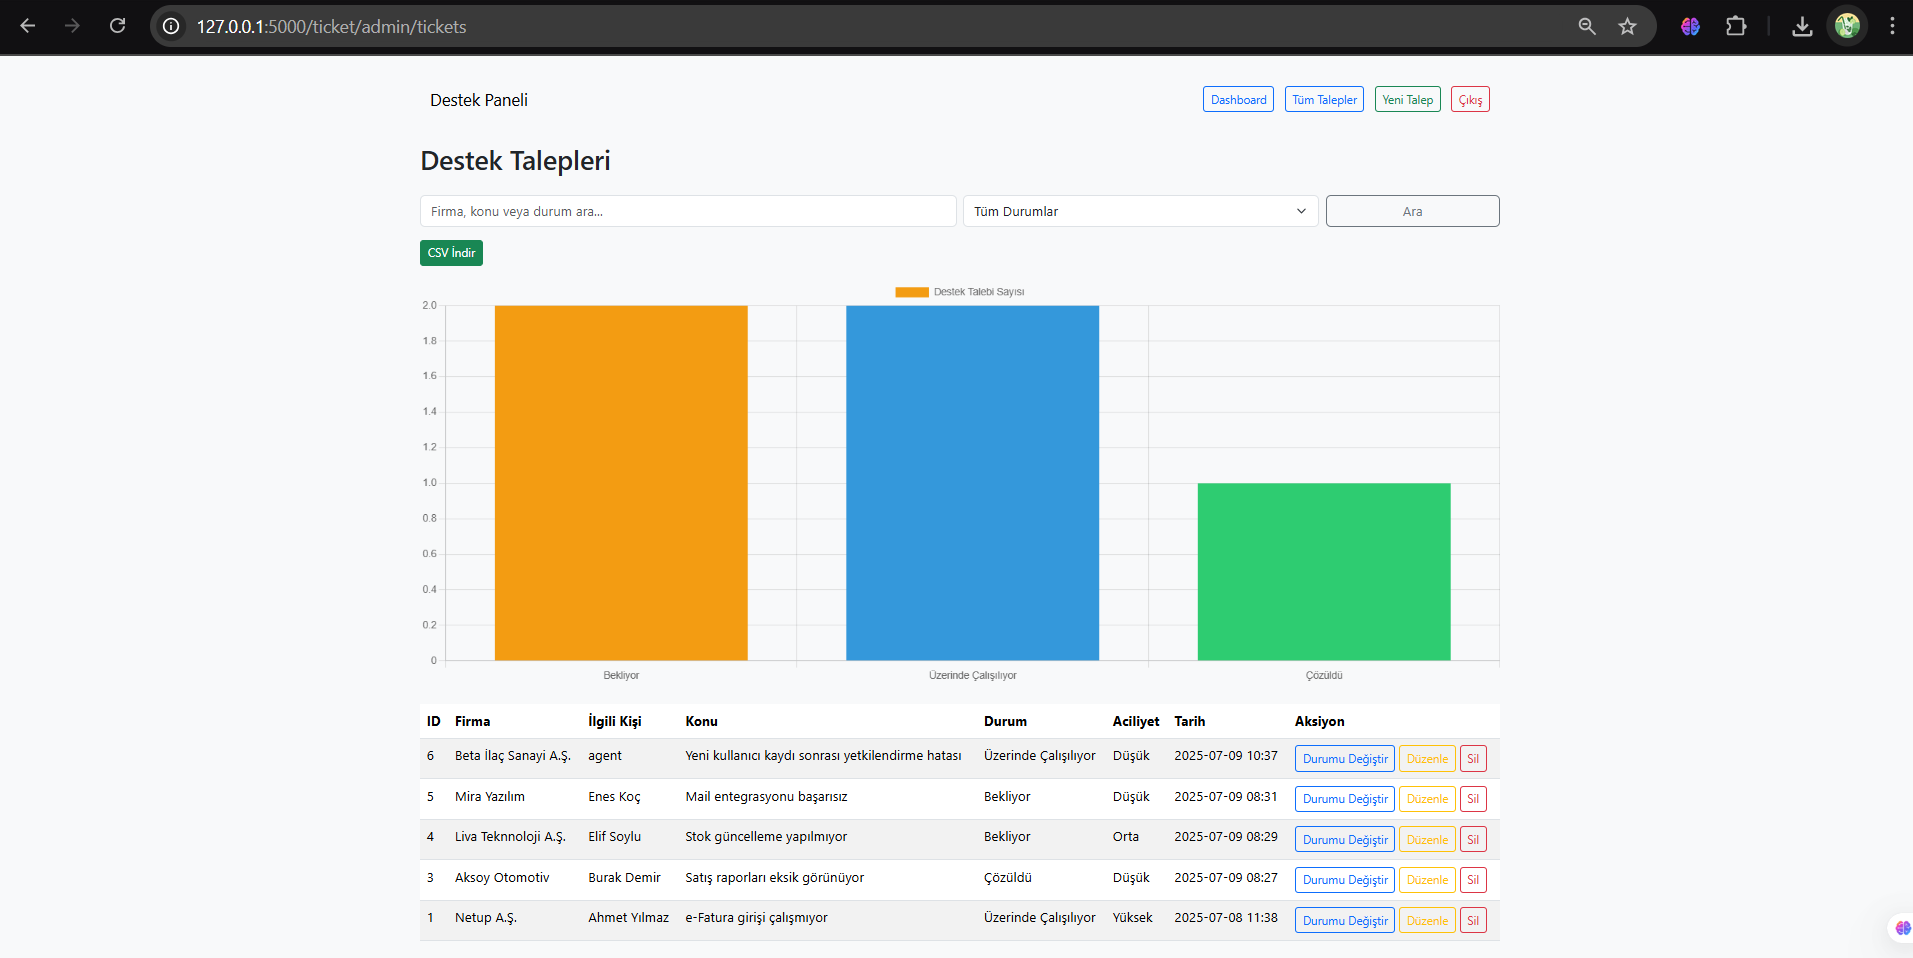 127.0.0.1:5000/ticket/admin/tickets
Destek Paneli Dashboard Tüm Talepler Yeni Talep Çıkış
Destek Talepleri
Firma, konu veya durum ara... Tüm Durumlar Ara
CSV İndir
Destek Talebi Sayısı
2.0
1.8
1.6
1.4
1.2
1.0
0.8
0.6
0.4
0.2
0
Bekliyor Üzerinde Çalışılıyor Çözüldü
ID Firma İlgili Kişi Konu Durum Aciliyet Tarih Aksiyon
6 Beta İlaç Sanayi A.Ş. agent Yeni kullanıcı kaydı sonrası yetkilendirme hatası Üzerinde Çalışılıyor Düşük 2025-07-09 10:37 Durumu Değiştir Düzenle Sil
5 Mira Yazılım Enes Koç Mail entegrasyonu başarısız Bekliyor Düşük 2025-07-09 08:31 Durumu Değiştir Düzenle Sil
4 Liva Teknnoloji A.Ş. Elif Soylu Stok güncelleme yapılmıyor Bekliyor Orta 2025-07-09 08:29 Durumu Değiştir Düzenle Sil
3 Aksoy Otomotiv Burak Demir Satış raporları eksik görünüyor Çözüldü Düşük 2025-07-09 08:27 Durumu Değiştir Düzenle Sil
1 Netup A.Ş. Ahmet Yılmaz e-Fatura girişi çalışmıyor Üzerinde Çalışılıyor Yüksek 2025-07-08 11:38 Durumu Değiştir Düzenle Sil